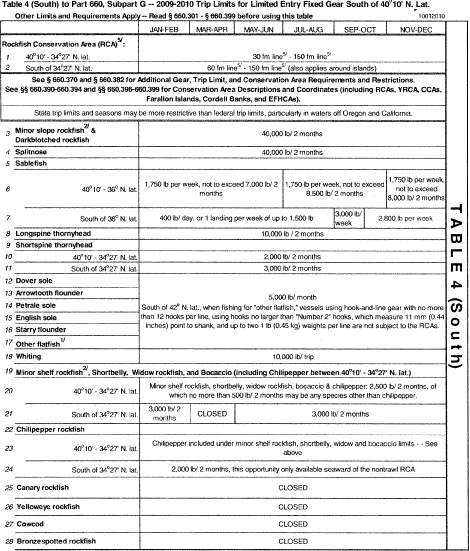 Table 4 (South) to Part 660, Subpart G -- 2009-2010 Trip Limits for Limited Entry Fixed Gear South of 40°10' N. Lat.
Other Limits and Requirements Apply -- Read § 660.301 - § 660.399 before using this table 10012010
JAN-FEB MAR-APR MAY-JUN JUL-AUG SEP-OCT NOV-DEC
Rockfish Conservation Area (RCA)5/:
1 40°10' - 34°27' N. lat. 30 fm line5/ - 150 fm line5/
2 South of 34°27' N. lat. 60 fm line5/ - 150 fm line5/ (also applies around islands)
See § 660.370 and § 660.382 for Additional Gear, Trip Limit, and Conservation Area Requirements and Restrictions.
See §§ 660.390-660.394 and §§ 660.396-660.399 for Conservation Area Descriptions and Coordinates (including RCAs, YRCA, CCAs,
Farallon Islands, Cordell Banks, and EFHCAs).
State trip limits and seasons may be more restrictive than federal trip limits, particularly in waters off Oregon and California.
3 Minor slope rockfish2/ &
Darkblotched rockfish 40,000 lb/ 2 months
4 Splitnose 40,000 lb/ 2 months
5 Sablefish
6 40°10' - 36° N. lat. 1,750 lb per week, not to exceed 7,000 lb/ 2
months 1,750 lb per week, not to exceed
8,500 lb/ 2 months 1,750 lb per
week, not
to exceed
8,000 lb/ 2 months
7 South of 36° N. lat. 400 lb/ day, or 1 landing per week of up to 1,500 lb 3,000 lb/
week 2,800 lb per week
8 Longspine thornyhead 10,000 lb / 2 months
9 Shortspine thornyhead
10 40°10' - 34°27' N. lat. 2,000 lb/ 2 months
11 South of 34°27' N. lat. 3,000 lb/ 2 months
12 Dover sole
13 Arrowtooth flounder
14 Petrale sole
15 English sole
16 Starry flounder
17 Other flatfish1/
5,000 lb/ month
South of 42° N. lat., when fishing for "other flatfish," vessels using hook-and-line gear with no more
than 12 hooks per line, using hooks no larger than "Number 2" hooks, which measure 11 mm (0.44
inches) point to shank, and up to two 1 lb (0.45 kg) weights per line are not subject to the RCAs.
18 Whiting 10,000 lb/ trip
19 Minor shelf rockfish2/, Shortbelly, Widow rockfish, and Bocaccio (including Chilipepper between 40°10' - 34°27' N. lat.)
20 40°10' - 34°27' N. lat. Minor shelf rockfish, shortbelly, widow rockfish, bocaccio & chilipepper: 2,500 lb/ 2 months, of
which no more than 500 lb/ 2 months may be any species other than chilipepper.
21 South of 34°27' N. lat. 3,000 lb/ 2
months CLOSED 3,000 lb/ 2 months
22 Chilipepper rockfish
23 40°10' - 34°27' N. lat. Chilipepper included under minor shelf rockfish, shortbelly, widow and bocaccio limits - - See
above
24 South of 34°27' N. lat. 2,000 lb/ 2 months, this opportunity only available seaward of the nontrawl RCA
25 Canary rockfish CLOSED
26 Yelloweye rockfish CLOSED
27 Cowcod CLOSED
28 Bronzespotted rockfish CLOSED
TABLE 4 (South)